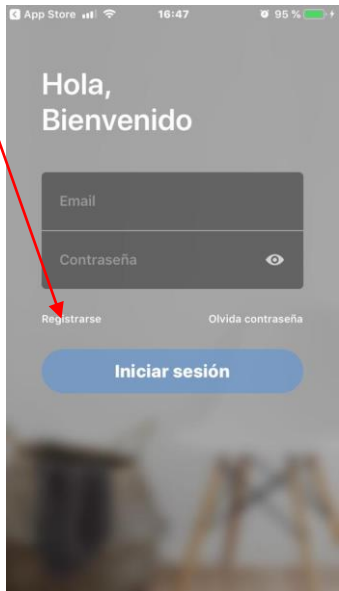 App Store 16:47 95 %
Hola,
Bienvenido
Email
Contraseña
Registrarse Olvida contraseña
Iniciar sesión